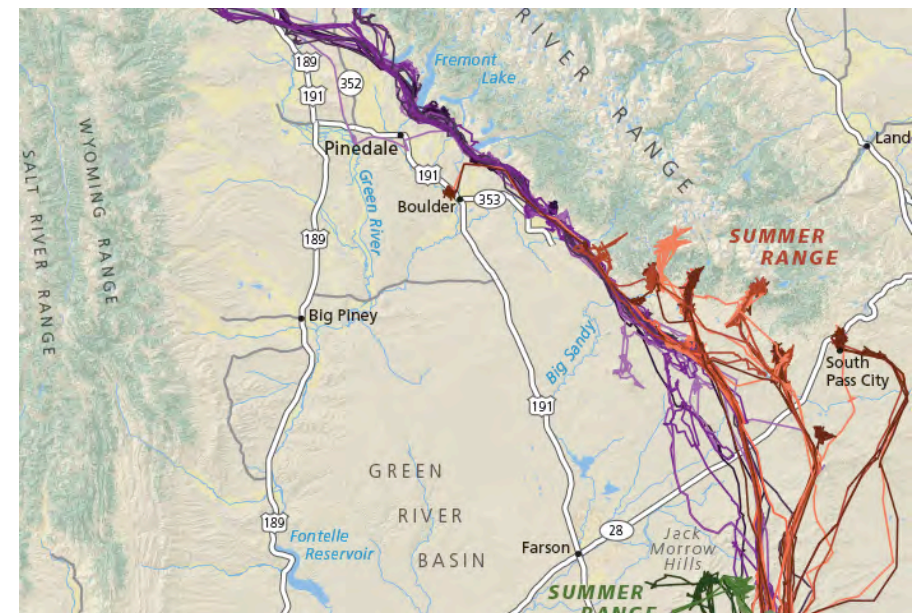 RIVER
RANGE
189
352
191
Fremont
Lake
Pinedale
191
Land
WYOMING RANGE
SALT RIVER RANGE
Green River
Boulder
353
189
SUMMER
RANGE
Big Piney
Big Sandy
South
Pass City
191
GREEN
RIVER
BASIN
189
Fontelle
Reservoir
28
Jack
Morrow
Hills
Farson
SUMMER
RANGE